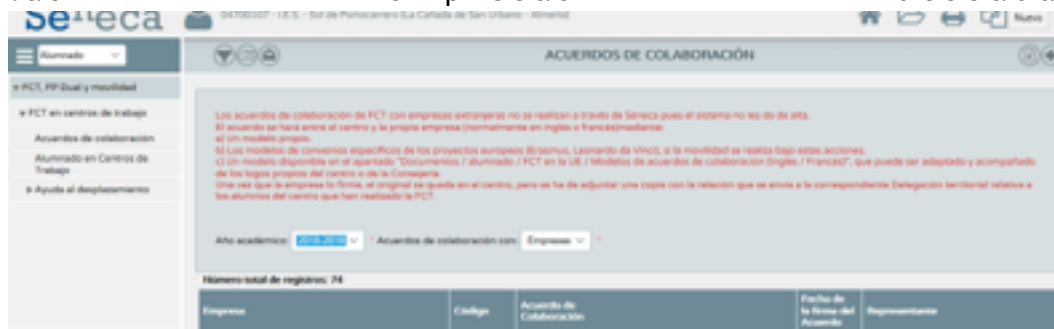 Séneca
04700107 - I.E.S. - Sol de Portocarrero (La Cañada de San Urbano - Almería)
Nuevo
Alumnado
ACUERDOS DE COLABORACIÓN
FCT, FP Dual y movilidad
FCT en centros de trabajo
Acuerdos de colaboración
Alumnado en Centros de
Trabajo
Ayuda al desplazamiento
Los acuerdos de colaboración de FCT con empresas extranjeras no se realizan a través de Séneca pues el sistema no les da de alta.
El acuerdo se hará entre el centro y la propia empresa (normalmente en inglés o francés)mediante:
a) Un modelo propio.
b) Los modelos de convenios específicos de los proyectos europeos (Erasmus, Leonardo da Vinci), si la movilidad se realiza bajo estas acciones.
c) Un modelo disponible en el apartado "Documentos / alumnado / FCT en la UE / Modelos de acuerdos de colaboración (Inglés / Francés)", que puede ser adaptado y acompañado
de los logos propios del centro o de la Consejería.
Una vez que la empresa lo firme, el original se queda en el centro, pero se ha de adjuntar una copia con la relación que se envía a la correspondiente Delegación territorial relativa a
los alumnos del centro que han realizado la FCT.
Año académico: 2018-2019 * Acuerdos de colaboración con: Empresas *
Número total de registros: 74
Empresa Código Acuerdo de Colaboración Fecha de la firma del Acuerdo Representante